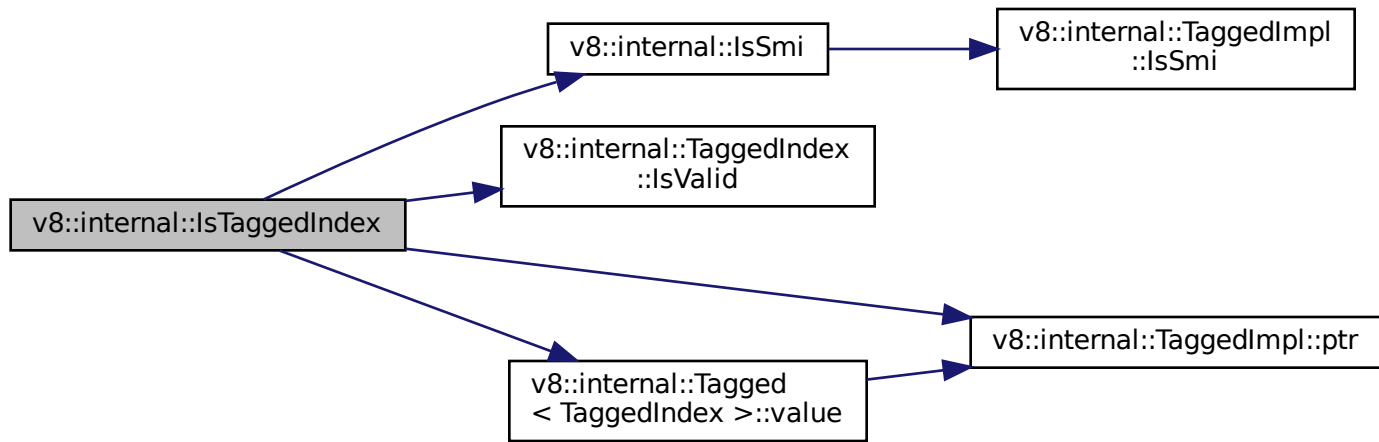 v8::internal::IsSmi
v8::internal::TaggedImpl
::IsSmi
v8::internal::TaggedIndex
::IsValid
v8::internal::IsTaggedIndex
v8::internal::TaggedImpl::ptr
v8::internal::Tagged
< TaggedIndex >::value